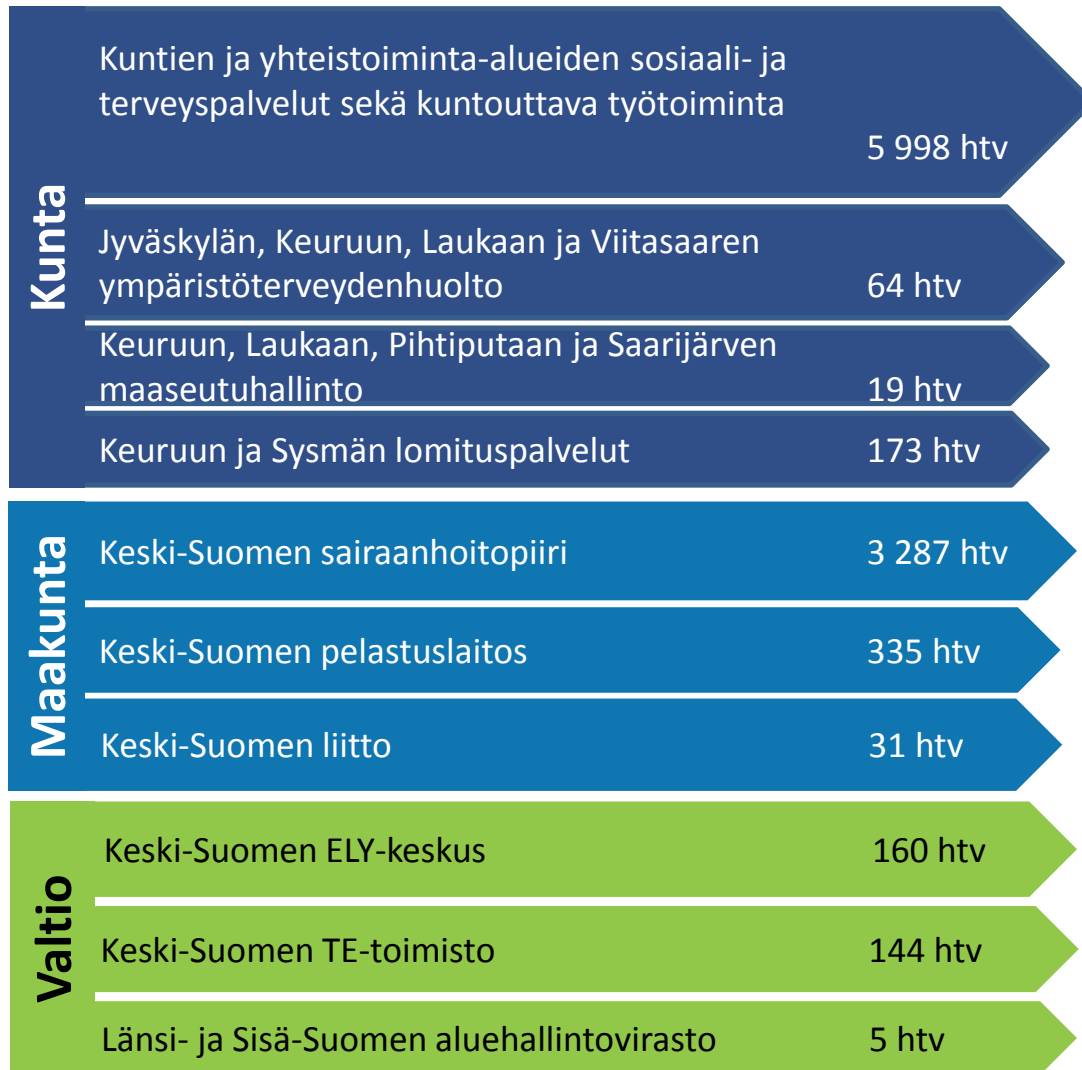 Kunta
Kuntien ja yhteistoiminta-alueiden sosiaali- ja
terveyspalvelut sekä kuntouttava työtoiminta
5 998 htv
Jyväskylän, Keuruun, Laukaan ja Viitasaaren
ympäristöterveydenhuolto 64 htv
Keuruun, Laukaan, Pihtiputaan ja Saarijärven
maaseutuhallinto 19 htv
Keuruun ja Sysmän lomituspalvelut 173 htv
Maakunta
Keski-Suomen sairaanhoitopiiri 3 287 htv
Keski-Suomen pelastuslaitos 335 htv
Keski-Suomen liitto 31 htv
Valtio
Keski-Suomen ELY-keskus 160 htv
Keski-Suomen TE-toimisto 144 htv
Länsi- ja Sisä-Suomen aluehallintovirasto 5 htv